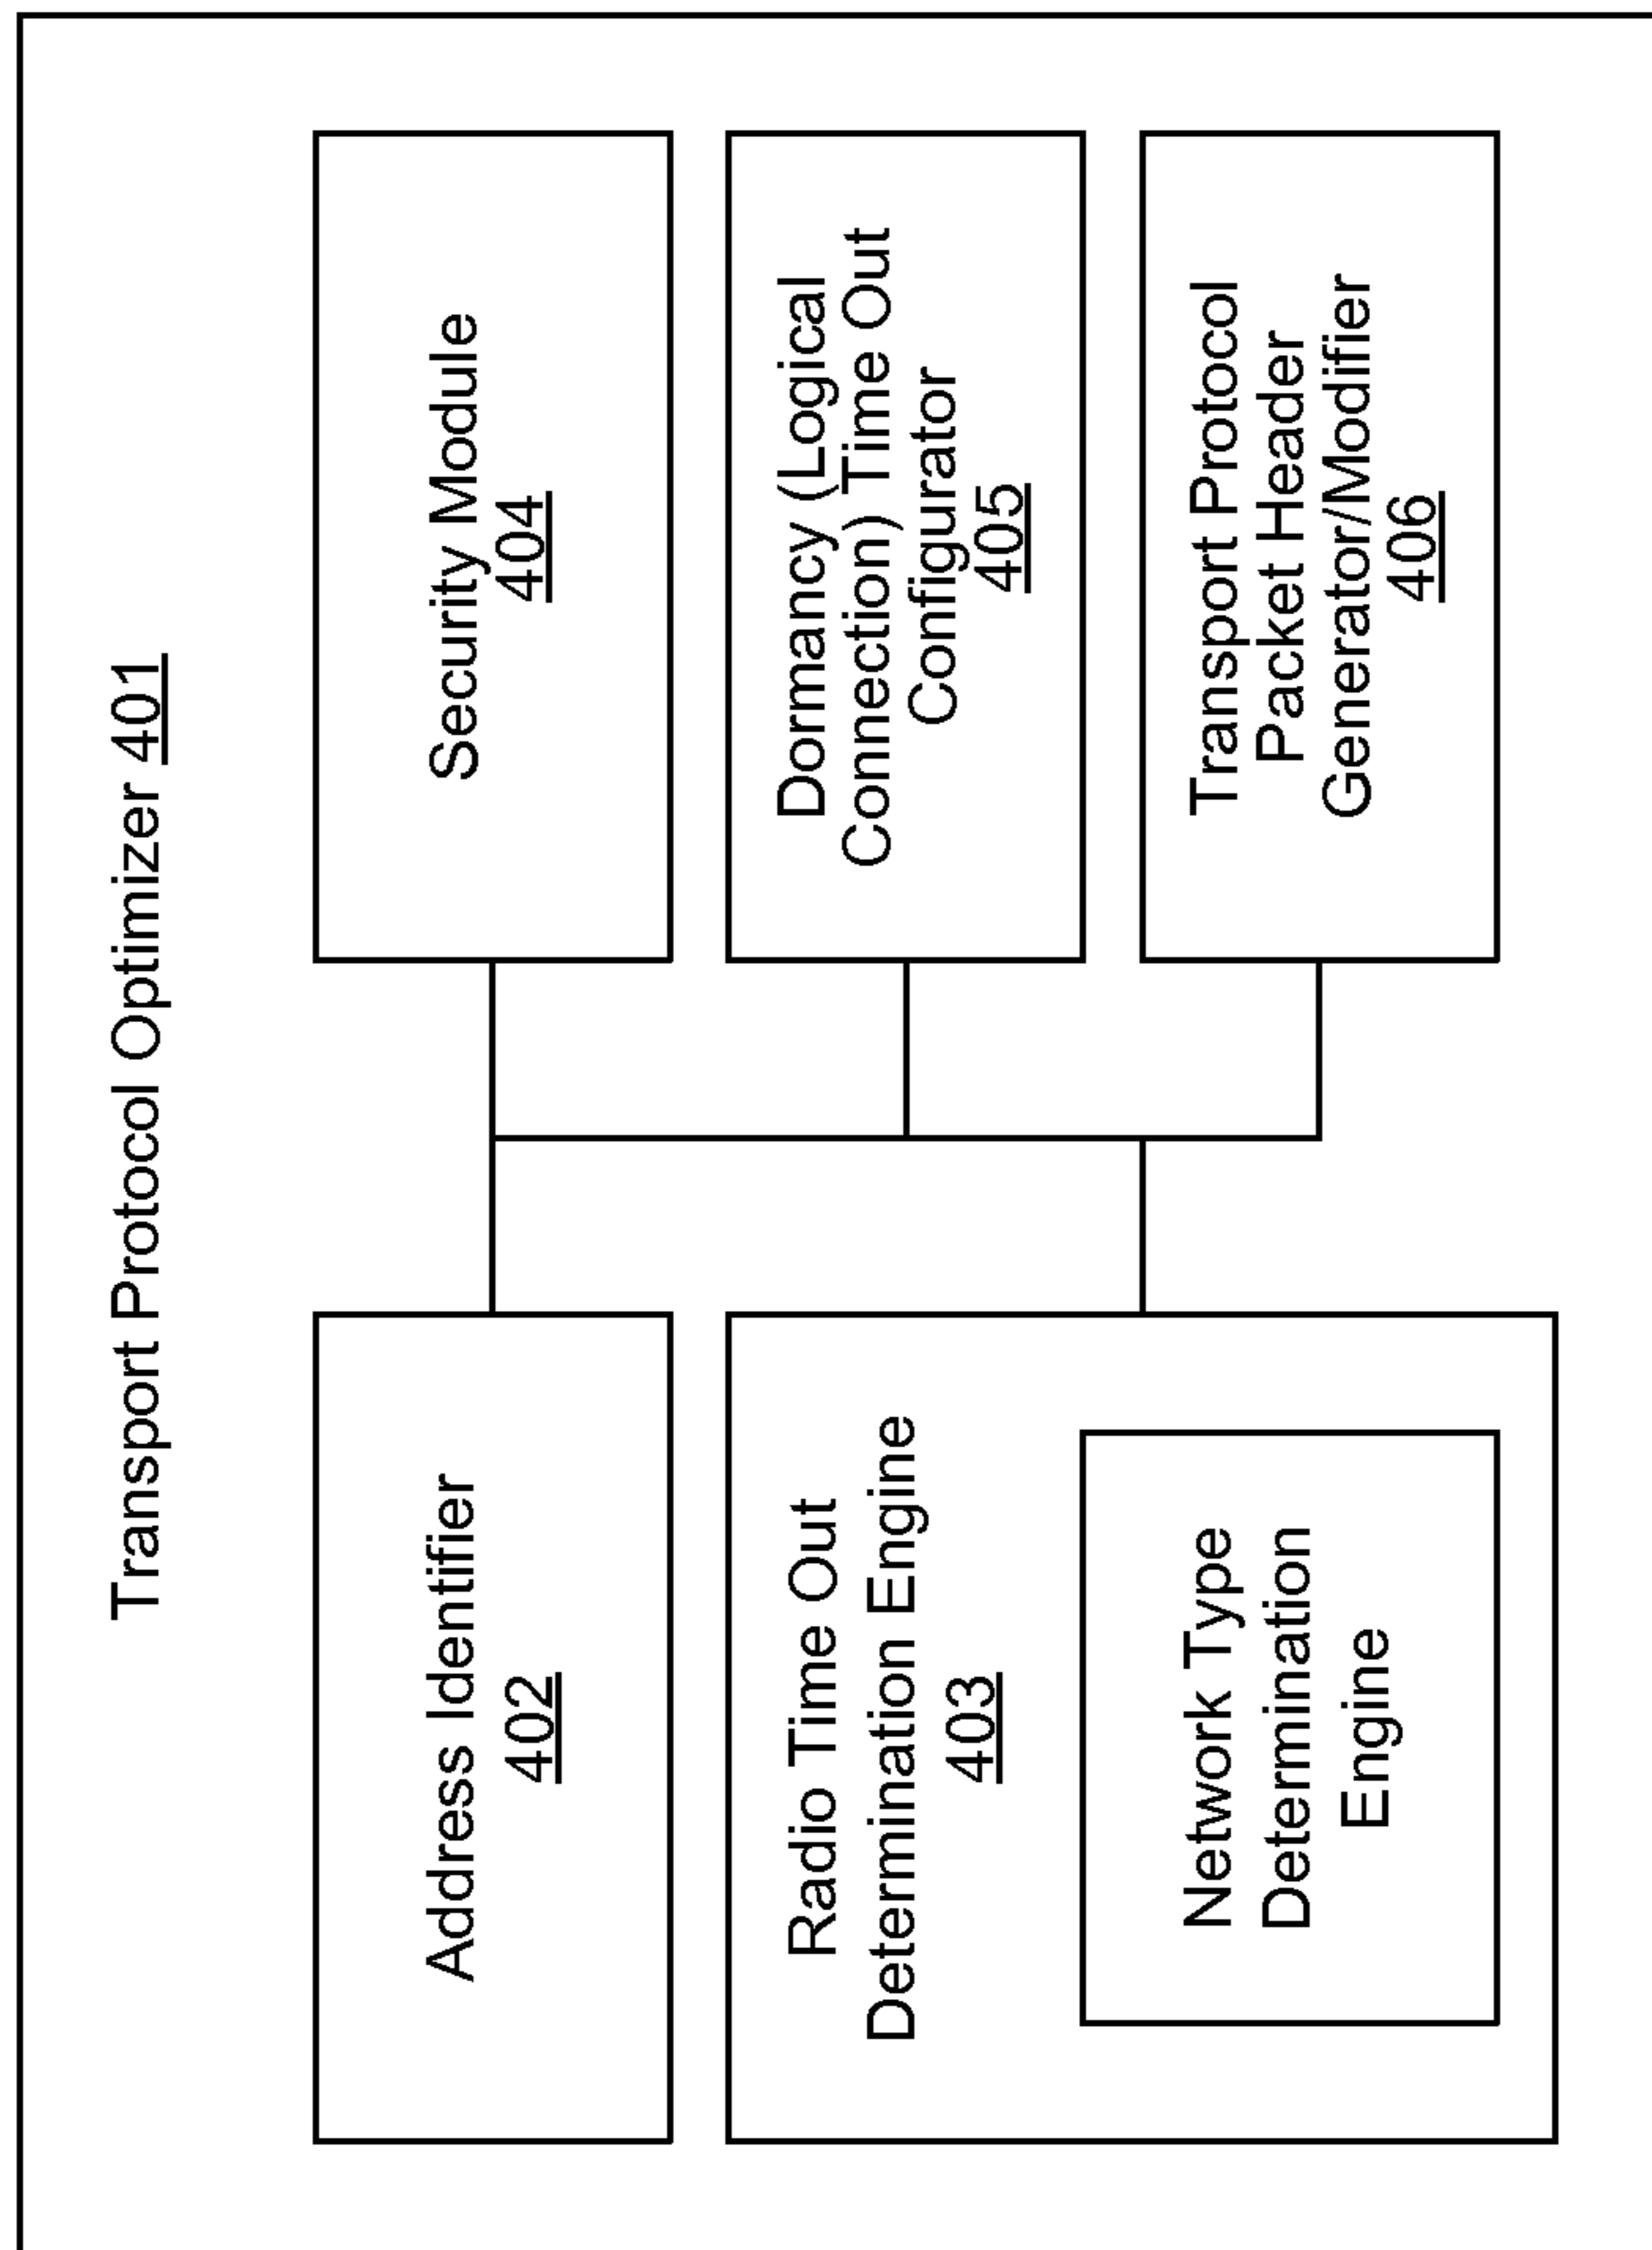 Transport Protocol Optimizer 401
Address Identifier
402
Radio Time Out
Determination Engine
403
Network Type
Determination
Engine
Security Module
404
Dormancy (Logical
Connection) Time Out
Configurator
405
Transport Protocol
Packet Header
Generator/Modifier
406